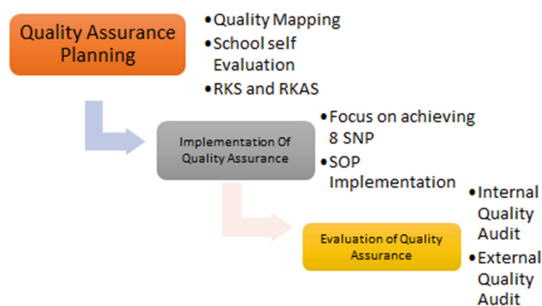 Quality Assurance
Planning
•Quality Mapping
•School self
Evaluation
•RKS and RKAS
Implementation Of
Quality Assurance
•Focus on achieving
8 SNP
•SOP
Implementation
Evaluation of Quality
Assurance
•Internal
Quality
Audit
•External
Quality
Audit